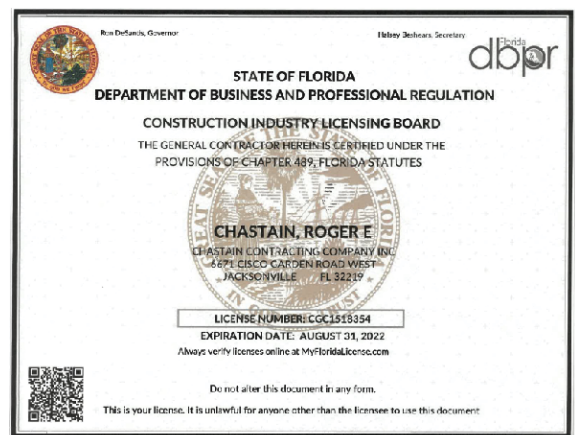 Ron DeSantis, Governor
Halsey Beshears, Secretary
Florida
dbpr
STATE OF FLORIDA
DEPARTMENT OF BUSINESS AND PROFESSIONAL REGULATION
CONSTRUCTION INDUSTRY LICENSING BOARD
THE GENERAL CONTRACTOR HEREIN IS CERTIFIED UNDER THE
PROVISIONS OF CHAPTER 489, FLORIDA STATUTES
CHASTAIN, ROGER E
CHASTAIN CONTRACTING COMPANY INC
6671 CISCO GARDEN ROAD WEST
JACKSONVILLE FL 32219
LICENSE NUMBER: CGC1518354
EXPIRATION DATE: AUGUST 31, 2022
Always verify licenses online at MyFloridaLicense.com
Do not alter this document in any form.
This is your license. It is unlawful for anyone other than the licensee to use this document